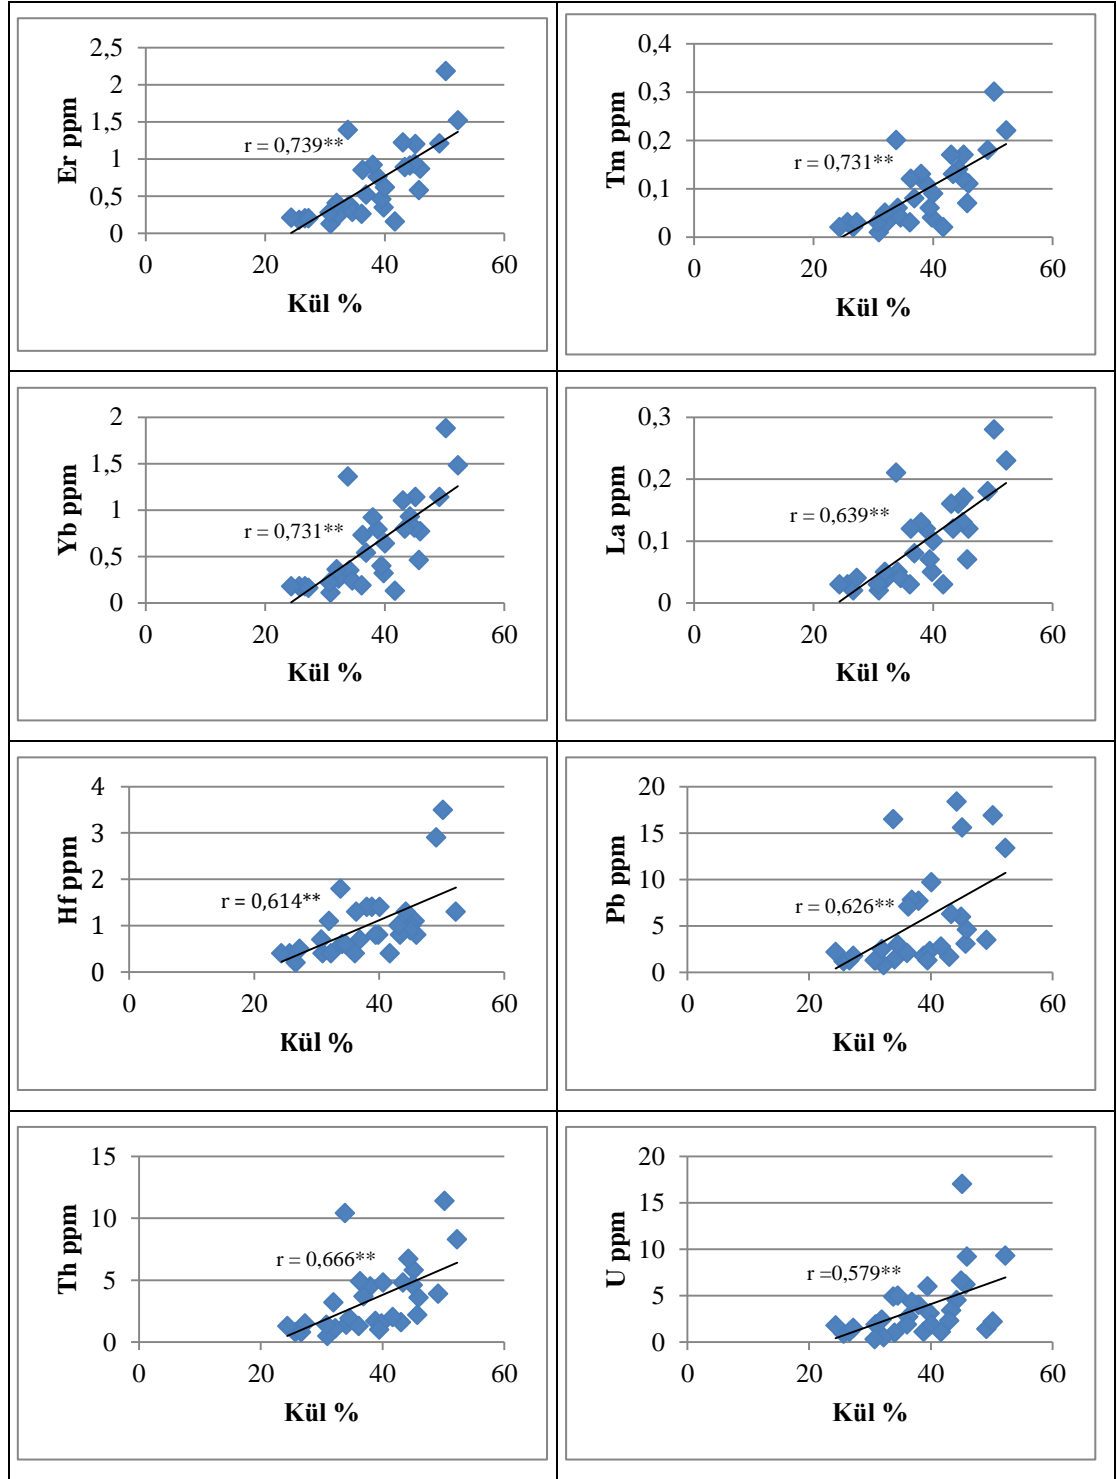 2,5
2
1,5
1
0,5
0
Er ppm
r = 0,739**
0 20 40 60
Kül %
0,4
0,3
0,2
0,1
0
Tm ppm
r = 0,731**
0 20 40 60
Kül %
2
1,5
1
0,5
0
Yb ppm
r = 0,731**
0 20 40 60
Kül %
0,3
0,2
0,1
0
La ppm
r = 0,639**
0 20 40 60
Kül %
4
3
2
1
0
Hf ppm
r = 0,614**
0 20 40 60
Kül %
20
15
10
5
0
Pb ppm
r = 0,626**
0 20 40 60
Kül %
15
10
5
0
Th ppm
r = 0,666**
0 20 40 60
Kül %
20
15
10
5
0
U ppm
r =0,579**
0 20 40 60
Kül %